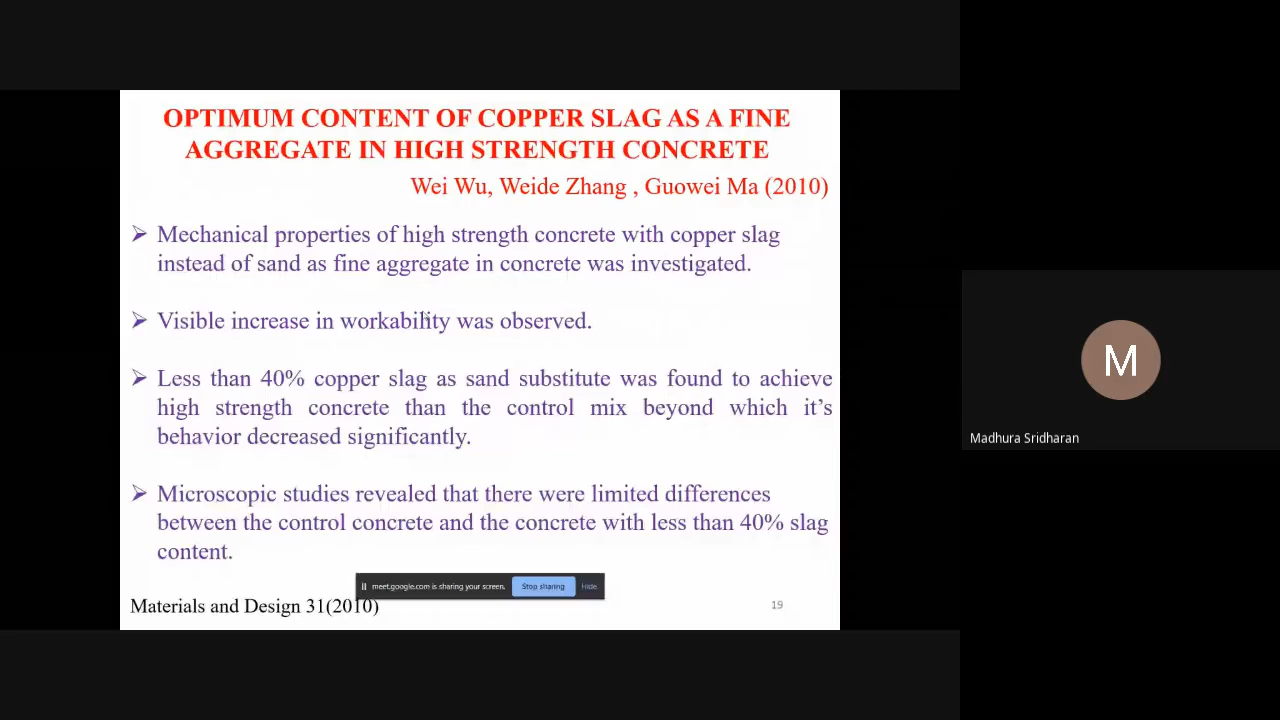 OPTIMUM CONTENT OF COPPER SLAG AS A FINE
AGGREGATE IN HIGH STRENGTH CONCRETE
Wei Wu, Weide Zhang , Guowei Ma (2010)
Mechanical properties of high strength concrete with copper slag
instead of sand as fine aggregate in concrete was investigated.
Visible increase in workability was observed.
Less than 40% copper slag as sand substitute was found to achieve
high strength concrete than the control mix beyond which it’s
behavior decreased significantly.
Microscopic studies revealed that there were limited differences
between the control concrete and the concrete with less than 40% slag
content.
meet.google.com is sharing your screen. Stop sharing Hide
Materials and Design 31(2010)
19
M
Madhura Sridharan